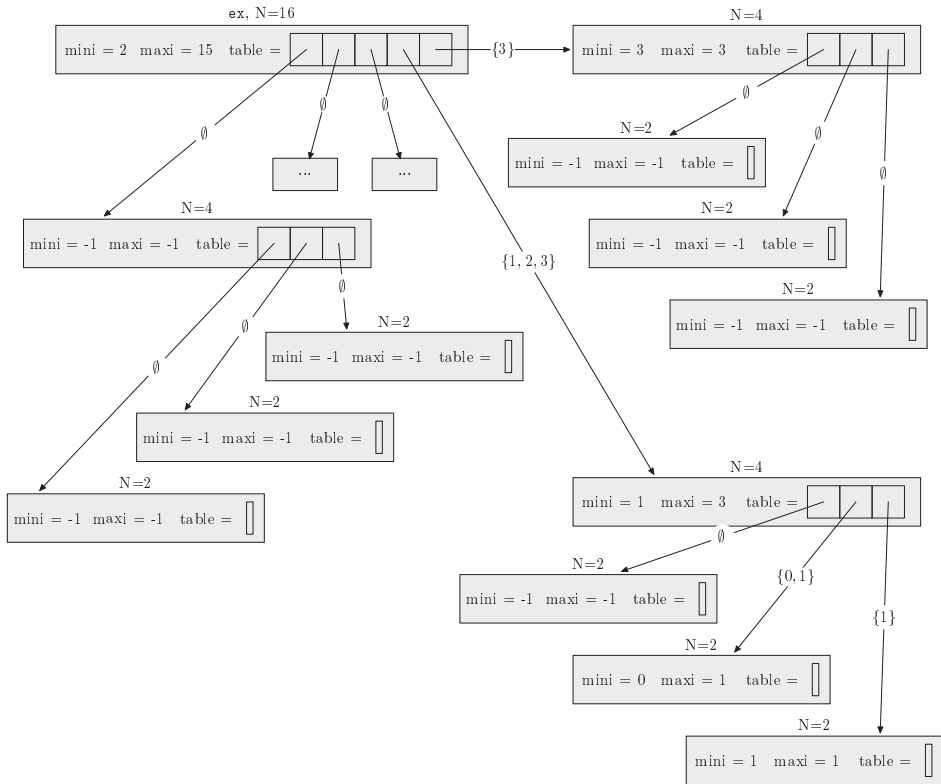 ex, N=16
mini = 2 maxi = 15 table =
{3}
N=4
mini = 3 maxi = 3 table =
∅
∅
∅
∅
N=2
mini = -1 maxi = -1 table =
∅
∅
...
...
N=4
mini = -1 maxi = -1 table =
N=2
mini = -1 maxi = -1 table =
{1, 2, 3}
∅
N=2
mini = -1 maxi = -1 table =
∅
N=2
mini = -1 maxi = -1 table =
∅
N=2
mini = -1 maxi = -1 table =
N=4
mini = 1 maxi = 3 table =
N=2
mini = -1 maxi = -1 table =
∅
N=2
mini = -1 maxi = -1 table =
{0, 1}
{1}
N=2
mini = 0 maxi = 1 table =
N=2
mini = 1 maxi = 1 table =